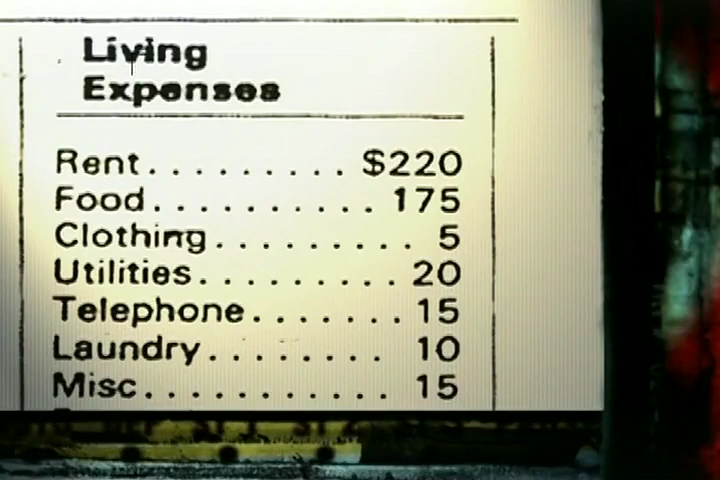 Living
Expenses
Rent.......... $220
Food.......... 175
Clothing......... 5
Utilities......... 20
Telephone....... 15
Laundry........ 10
Misc........... 15